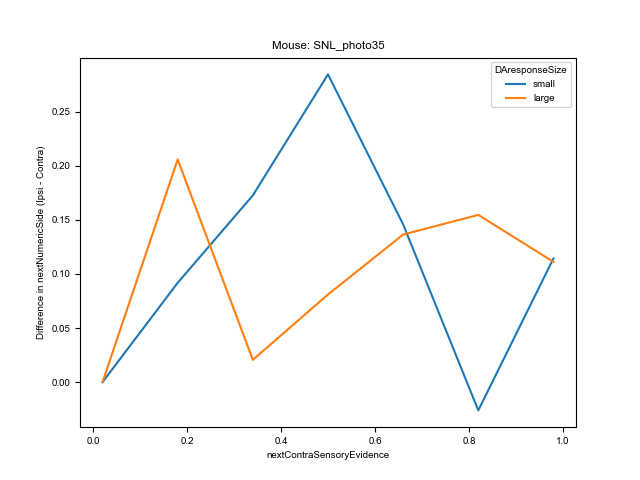 Mouse: SNL_photo35
DAresponseSize
small
large
Difference in nextNumericSide (Ipsi - Contra)
0.25
0.20
0.15
0.10
0.05
0.00
0.0 0.2 0.4 0.6 0.8 1.0
nextContraSensoryEvidence